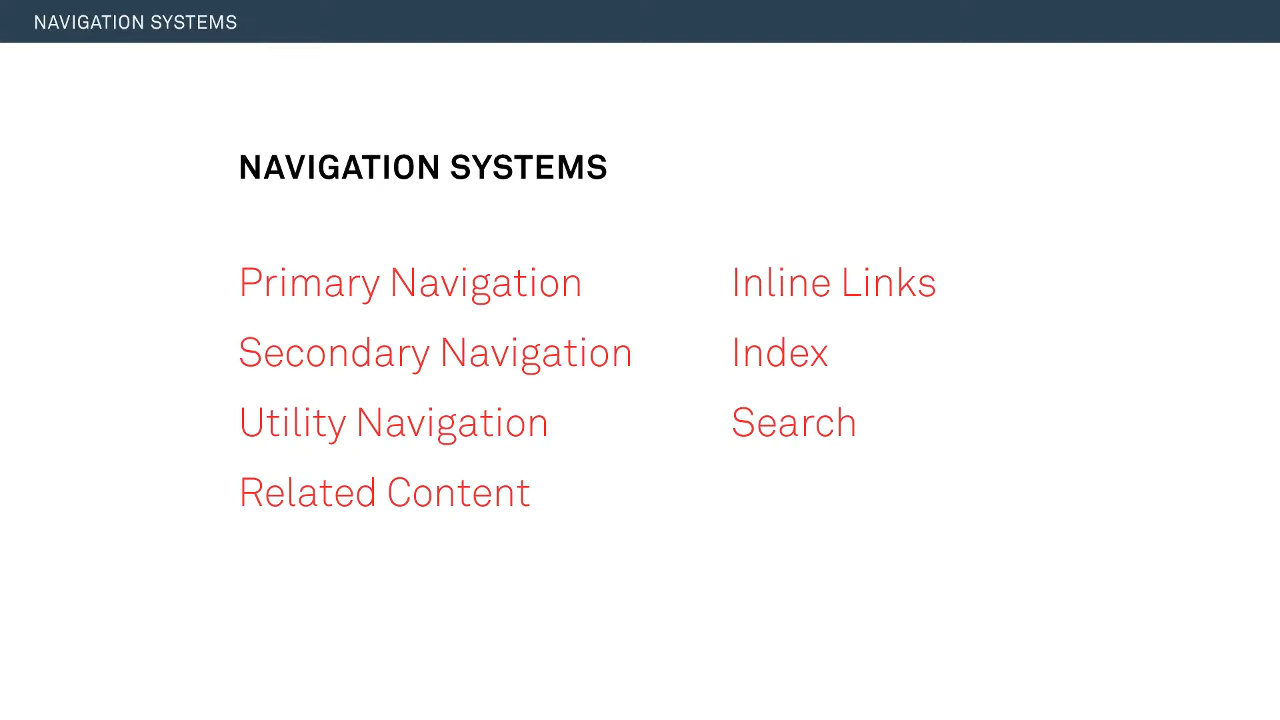 NAVIGATION SYSTEMS
NAVIGATION SYSTEMS
Primary Navigation
Secondary Navigation
Utility Navigation
Related Content
Inline Links
Index
Search